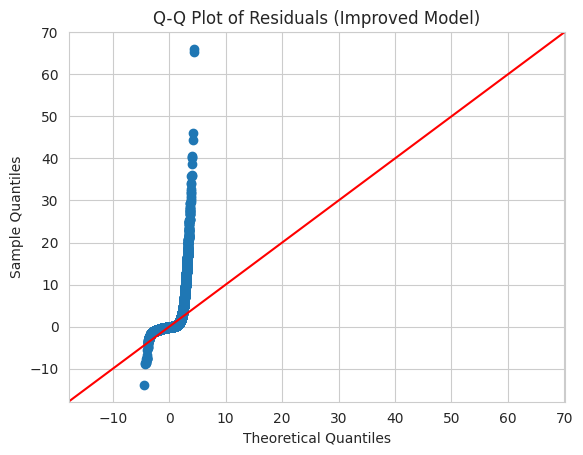 Q-Q Plot of Residuals (Improved Model)
70
60
50
40
30
20
10
0
−10
Sample Quantiles
−10 0 10 20 30 40 50 60 70
Theoretical Quantiles